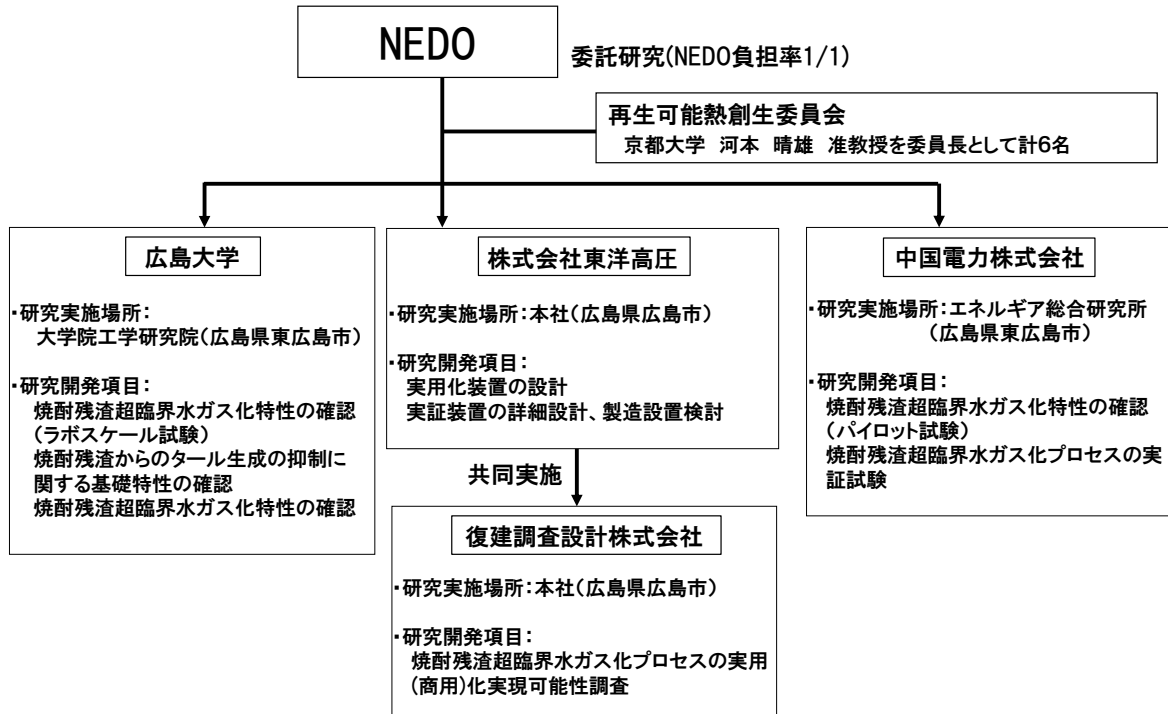 NEDO
委託研究(NEDO負担率1/1)
再生可能熱創生委員会
京都大学 河本 晴雄 准教授を委員長として計6名
広島大学
・研究実施場所：
大学院工学研究院(広島県東広島市)
・研究開発項目：
焼酎残渣超臨界水ガス化特性の確認
(ラボスケール試験)
焼酎残渣からのタール生成の抑制に
関する基礎特性の確認
焼酎残渣超臨界水ガス化特性の確認
株式会社東洋高圧
・研究実施場所：本社(広島県広島市)
・研究開発項目：
実用化装置の設計
実証装置の詳細設計、製造設置検討
共同実施
復建調査設計株式会社
・研究実施場所：本社(広島県広島市)
・研究開発項目：
焼酎残渣超臨界水ガス化プロセスの実用
(商用)化実現可能性調査
中国電力株式会社
・研究実施場所：エネルギア総合研究所
(広島県東広島市)
・研究開発項目：
焼酎残渣超臨界水ガス化特性の確認
(パイロット試験)
焼酎残渣超臨界水ガス化プロセスの実
証試験